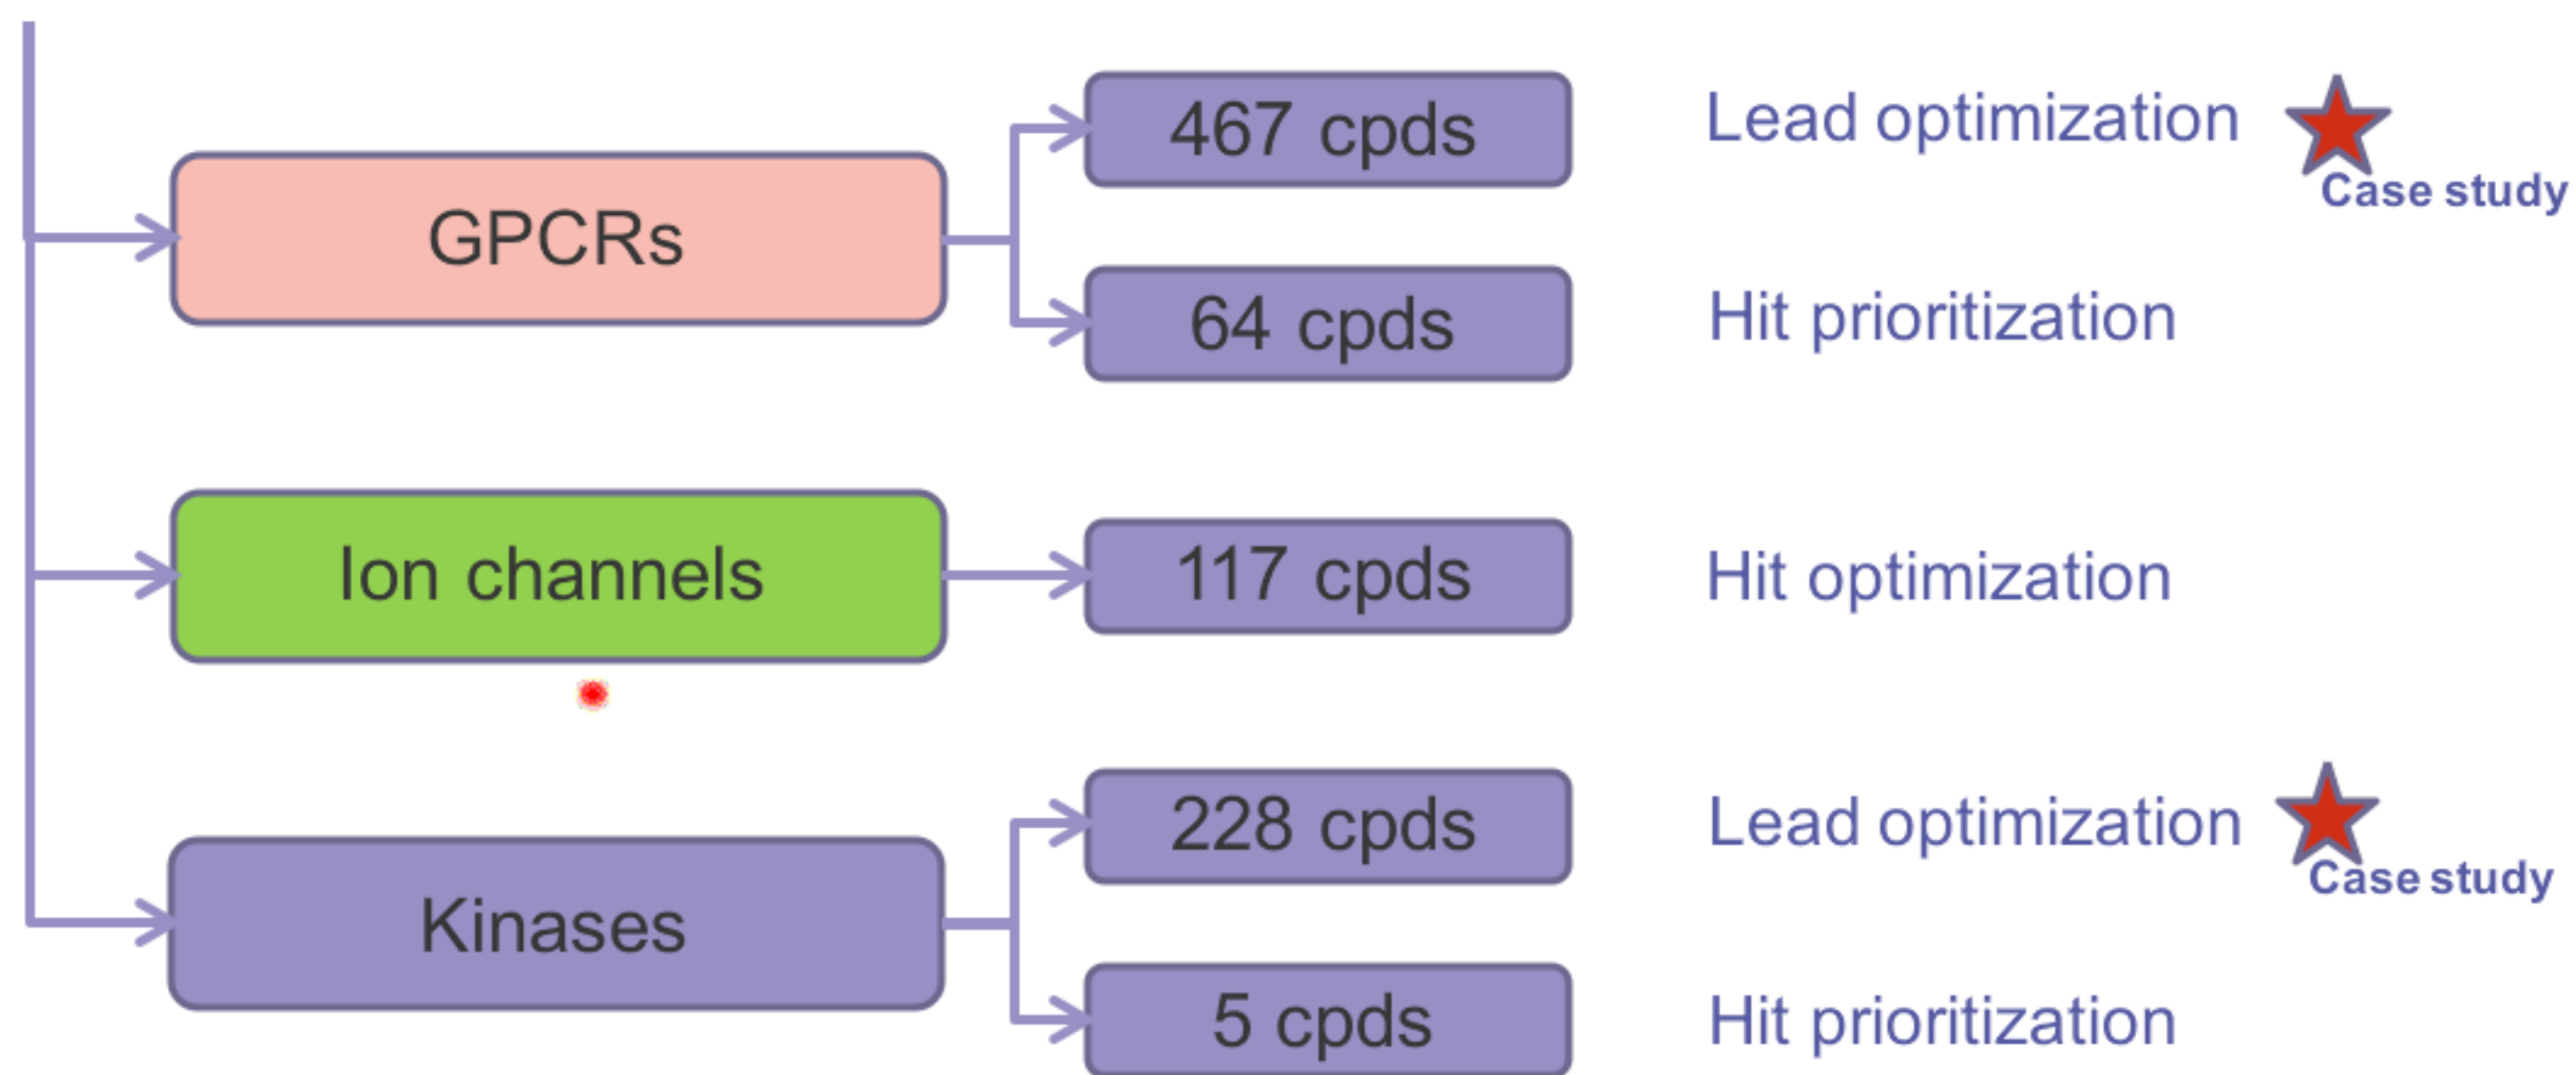 GPCRs
467 cpds
Lead optimization
Case study
64 cpds
Hit prioritization
Ion channels
117 cpds
Hit optimization
Kinases
228 cpds
Lead optimization
Case study
5 cpds
Hit prioritization